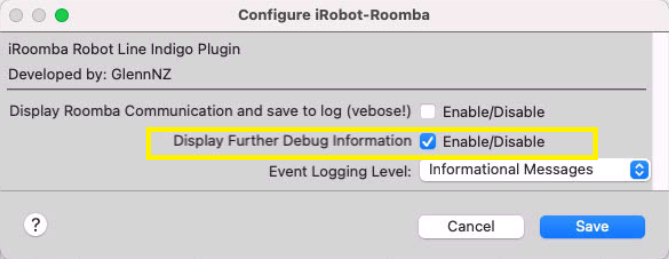 Configure iRobot-Roomba
iRoomba Robot Line Indigo Plugin
Developed by: GlennNZ
Display Roomba Communication and save to log (vebose!) Enable/Disable
Display Further Debug Information Enable/Disable
Event Logging Level: Informational Messages
? Cancel Save